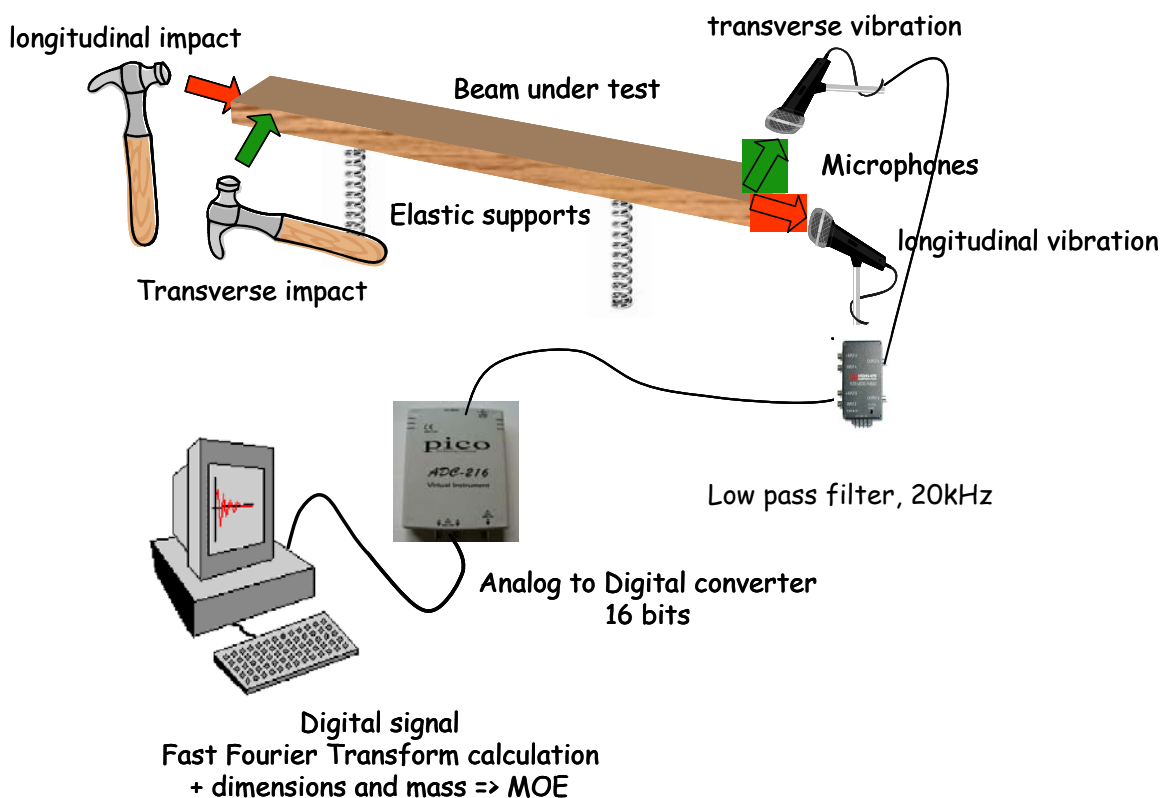 longitudinal impact
transverse vibration
Beam under test
Microphones
Elastic supports
longitudinal vibration
Transverse impact
pico
ADC-216
Virtual Instrument
Low pass filter, 20kHz
Analog to Digital converter
16 bits
Digital signal
Fast Fourier Transform calculation
+ dimensions and mass => MOE